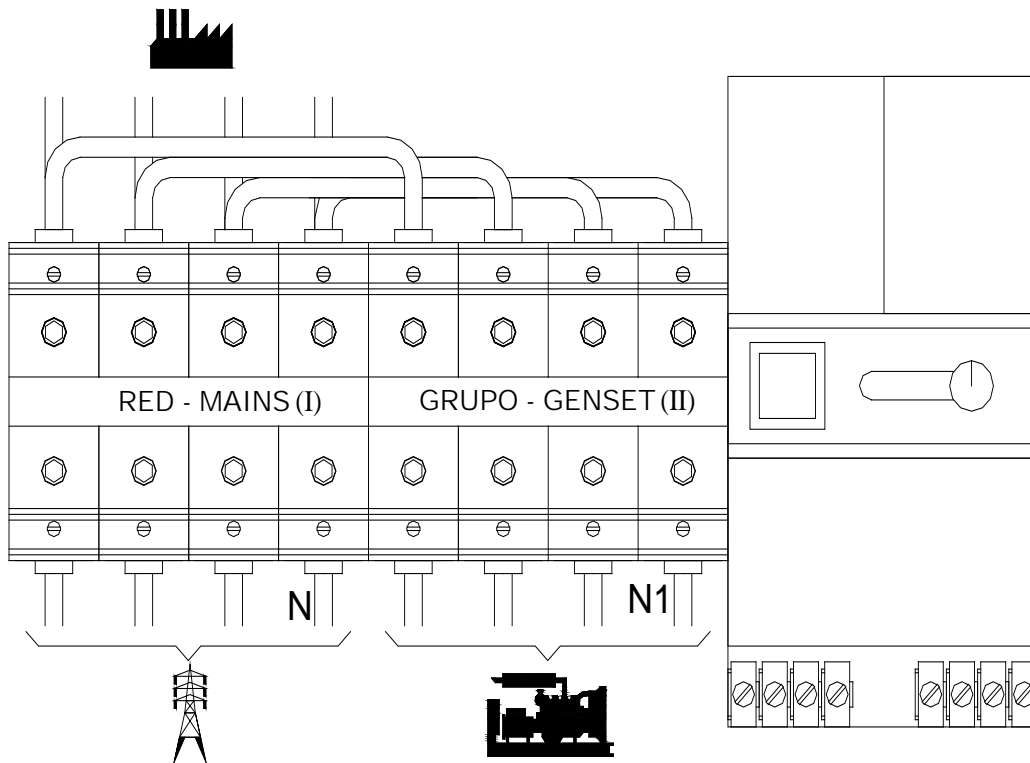 RED - MAINS (I)
GRUPO - GENSET (II)
N
N1